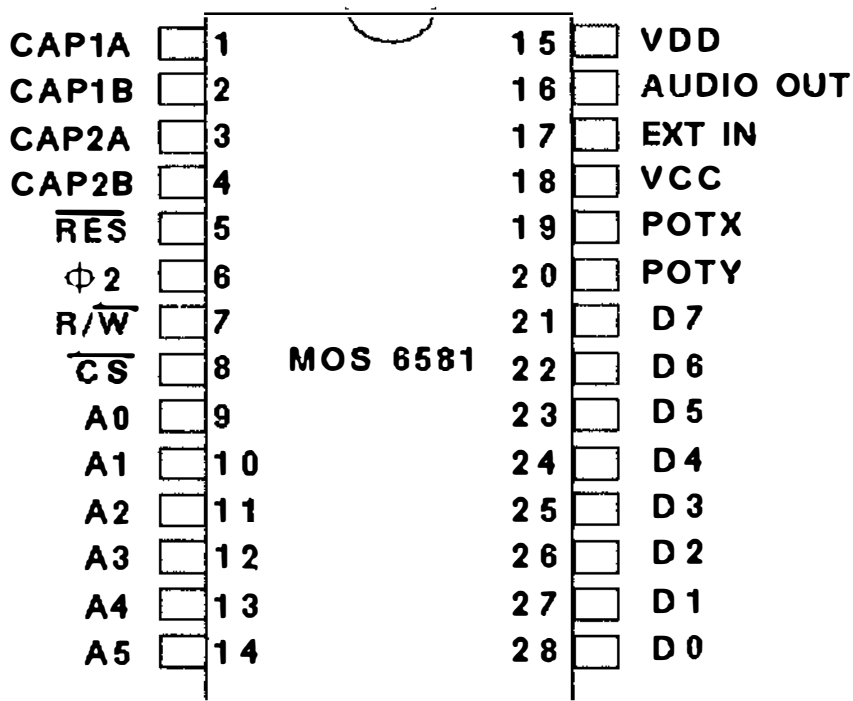 CAP1A 1 15 VDD
CAP1B 2 16 AUDIO OUT
CAP2A 3 17 EXT IN
CAP2B 4 18 VCC
R̅E̅S̅ 5 19 POTX
Φ2 6 20 POTY
R/W̅ 7 21 D7
C̅S̅ 8 MOS 6581 22 D6
A0 9 23 D5
A1 10 24 D4
A2 11 25 D3
A3 12 26 D2
A4 13 27 D1
A5 14 28 D0